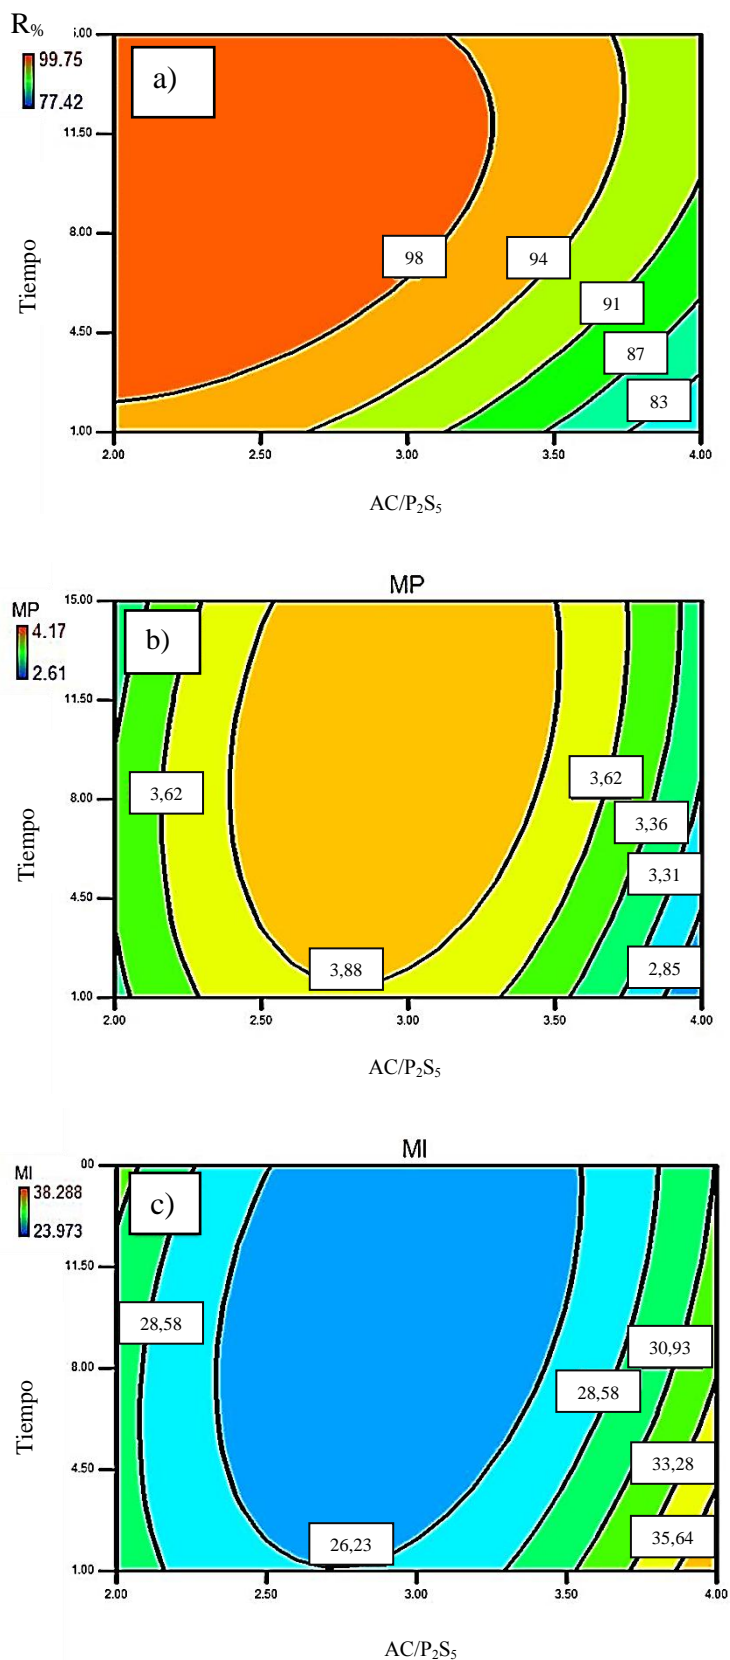 R%
99.75
77.42
a)
5.00
11.50
8.00
4.50
1.00
Tiempo
98
94
91
87
83
2.00 2.50 3.00 3.50 4.00
AC/P₂S₅
MP
MP
4.17
2.61
b)
15.00
11.50
8.00
4.50
1.00
Tiempo
3,62
3,62
3,36
3,31
3,88
2,85
2.00 2.50 3.00 3.50 4.00
AC/P₂S₅
MI
MI
38.288
23.973
c)
00
11.50
8.00
4.50
1.00
Tiempo
28,58
30,93
28,58
33,28
26,23
35,64
2.00 2.50 3.00 3.50 4.00
AC/P₂S₅